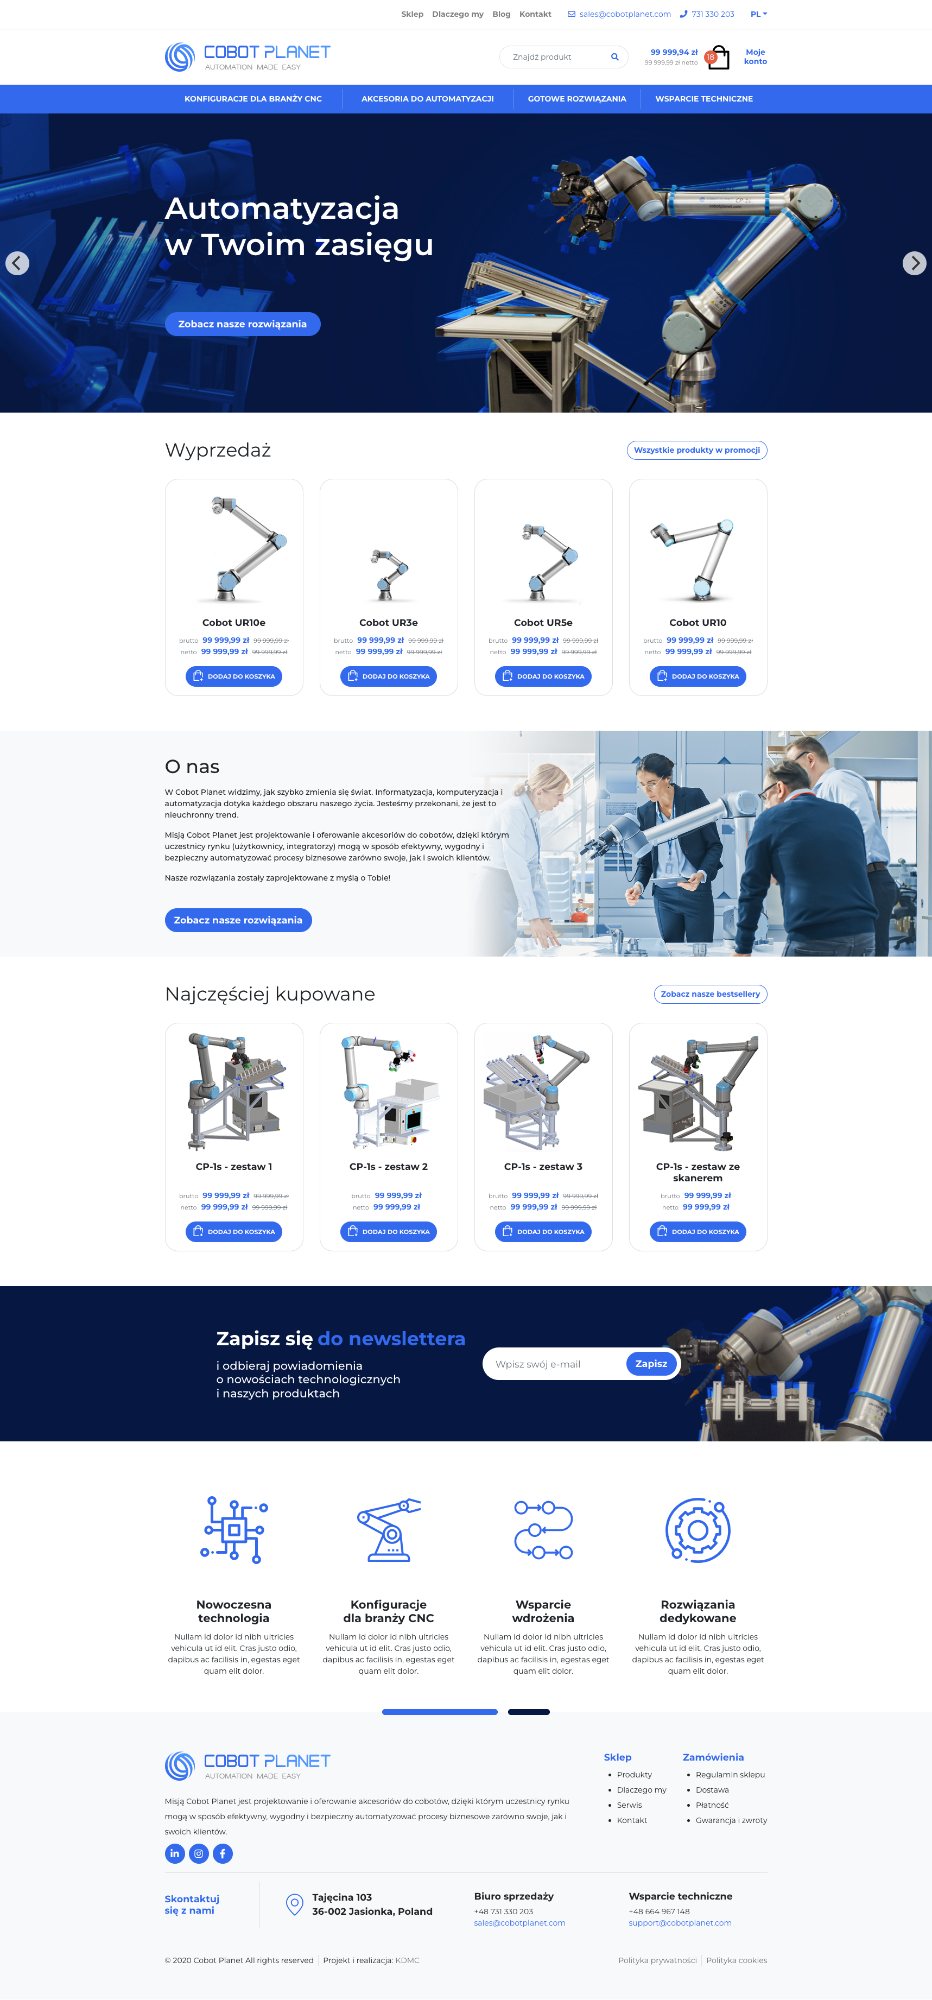 Sklep Dlaczego my Blog Kontakt sales@cobotplanet.com 731 330 203 PL
COBOT PLANET
AUTOMATION MADE EASY
Znajdź produkt
99 999,94 zł
99 999,99 zł netto
18
Moje
konto
KONFIGURACJE DLA BRANŻY CNC AKCESORIA DO AUTOMATYZACJI GOTOWE ROZWIĄZANIA WSPARCIE TECHNICZNE
Automatyzacja
w Twoim zasięgu
Zobacz nasze rozwiązania
Wyprzedaż
Wszystkie produkty w promocji
Cobot UR10e
brutto 99 999,99 zł 99 999,99 zł
netto 99 999,99 zł 99 999,99 zł
DODAJ DO KOSZYKA
Cobot UR3e
brutto 99 999,99 zł 99 999,99 zł
netto 99 999,99 zł 99 999,99 zł
DODAJ DO KOSZYKA
Cobot UR5e
brutto 99 999,99 zł 99 999,99 zł
netto 99 999,99 zł 99 999,99 zł
DODAJ DO KOSZYKA
Cobot UR10
brutto 99 999,99 zł 99 999,99 zł
netto 99 999,99 zł 99 999,99 zł
DODAJ DO KOSZYKA
O nas
W Cobot Planet widzimy, jak szybko zmienia się świat. Informatyzacja, komputeryzacja i
automatyzacja dotyka każdego obszaru naszego życia. Jesteśmy przekonani, że jest to
nieuchronny trend.
Misją Cobot Planet jest projektowanie i oferowanie akcesoriów do cobotów, dzięki którym
uczestnicy rynku (użytkownicy, integratorzy) mogą w sposób efektywny, wygodny i
bezpieczny automatyzować procesy biznesowe zarówno swoje, jak i swoich klientów.
Nasze rozwiązania zostały zaprojektowane z myślą o Tobie!
Zobacz nasze rozwiązania
Najczęściej kupowane
Zobacz nasze bestsellery
CP-1s - zestaw 1
brutto 99 999,99 zł 99 999,99 zł
netto 99 999,99 zł 99 999,99 zł
DODAJ DO KOSZYKA
CP-1s - zestaw 2
brutto 99 999,99 zł
netto 99 999,99 zł
DODAJ DO KOSZYKA
CP-1s - zestaw 3
brutto 99 999,99 zł 99 999,99 zł
netto 99 999,99 zł 99 999,99 zł
DODAJ DO KOSZYKA
CP-1s - zestaw ze
skanerem
brutto 99 999,99 zł
netto 99 999,99 zł
DODAJ DO KOSZYKA
Zapisz się do newslettera
i odbieraj powiadomienia
o nowościach technologicznych
i naszych produktach
Wpisz swój e-mail
Zapisz
Nowoczesna
technologia
Nullam id dolor id nibh ultricies
vehicula ut id elit. Cras justo odio,
dapibus ac facilisis in, egestas eget
quam elit dolor.
Konfiguracje
dla branży CNC
Nullam id dolor id nibh ultricies
vehicula ut id elit. Cras justo odio,
dapibus ac facilisis in, egestas eget
quam elit dolor.
Wsparcie
wdrożenia
Nullam id dolor id nibh ultricies
vehicula ut id elit. Cras justo odio,
dapibus ac facilisis in, egestas eget
quam elit dolor.
Rozwiązania
dedykowane
Nullam id dolor id nibh ultricies
vehicula ut id elit. Cras justo odio,
dapibus ac facilisis in, egestas eget
quam elit dolor.
COBOT PLANET
AUTOMATION MADE EASY
Misją Cobot Planet jest projektowanie i oferowanie akcesoriów do cobotów, dzięki którym uczestnicy rynku
mogą w sposób efektywny, wygodny i bezpieczny automatyzować procesy biznesowe zarówno swoje, jak i
swoich klientów.
Sklep
Produkty
Dlaczego my
Serwis
Kontakt
Zamówienia
Regulamin sklepu
Dostawa
Płatność
Gwarancja i zwroty
Skontaktuj
się z nami
Tajęcina 103
36-002 Jasionka, Poland
Biuro sprzedaży
+48 731 330 203
sales@cobotplanet.com
Wsparcie techniczne
+48 664 967 148
support@cobotplanet.com
© 2020 Cobot Planet All rights reserved Projekt i realizacja: KDMC
Polityka prywatności Polityka cookies